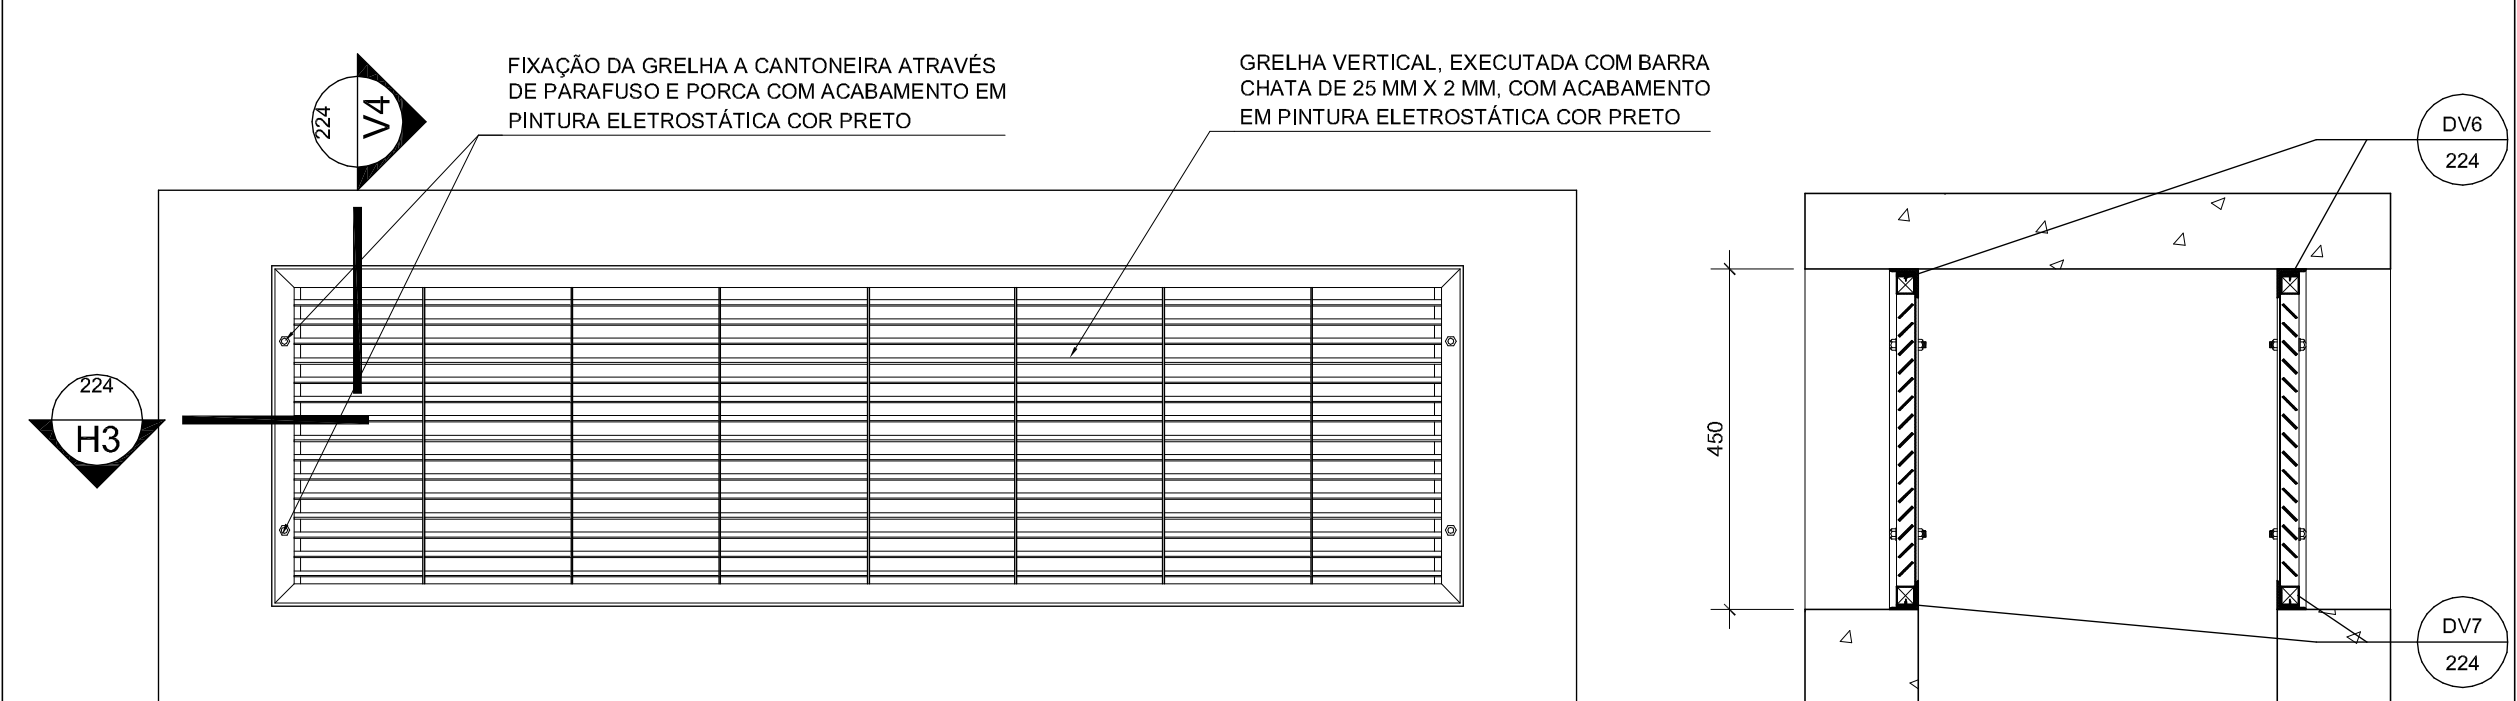 FIXAÇÃO DA GRELHA A CANTONEIRA ATRAVÉS
DE PARAFUSO E PORCA COM ACABAMENTO EM
PINTURA ELETROSTÁTICA COR PRETO
GRELHA VERTICAL, EXECUTADA COM BARRA
CHATA DE 25 MM X 2 MM, COM ACABAMENTO
EM PINTURA ELETROSTÁTICA COR PRETO
224
V4
DV6
224
224
H3
450
DV7
224